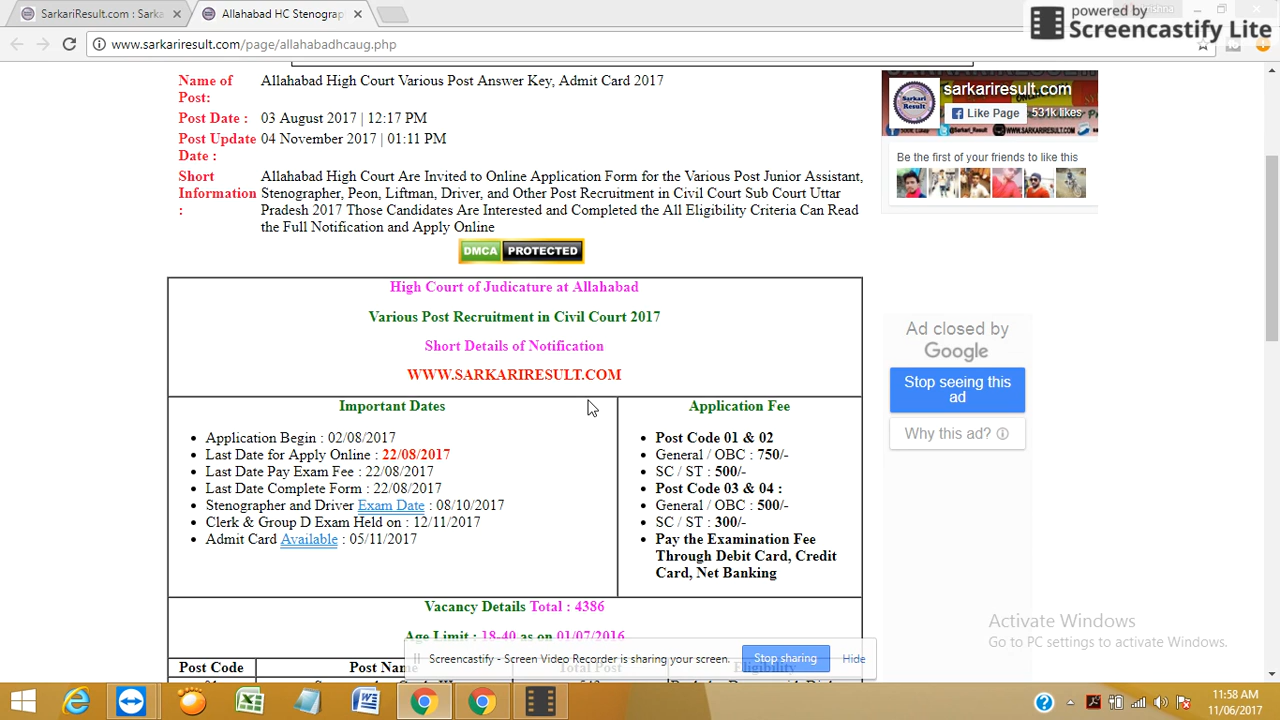 SarkariResult.com : Sarka
Allahabad HC Stenograp
powered by
Screencastify Lite
www.sarkariresult.com/page/allahabadhcaug.php
Name of Post: Allahabad High Court Various Post Answer Key, Admit Card 2017
Post Date : 03 August 2017 | 12:17 PM
Post Update Date : 04 November 2017 | 01:11 PM
Short Information : Allahabad High Court Are Invited to Online Application Form for the Various Post Junior Assistant,
Stenographer, Peon, Liftman, Driver, and Other Post Recruitment in Civil Court Sub Court Uttar
Pradesh 2017 Those Candidates Are Interested and Completed the All Eligibility Criteria Can Read
the Full Notification and Apply Online
DMCA PROTECTED
sarkariresult.com
Like Page 531k likes
Be the first of your friends to like this
High Court of Judicature at Allahabad
Various Post Recruitment in Civil Court 2017
Short Details of Notification
WWW.SARKARIRESULT.COM
Important Dates
Application Begin : 02/08/2017
Last Date for Apply Online : 22/08/2017
Last Date Pay Exam Fee : 22/08/2017
Last Date Complete Form : 22/08/2017
Stenographer and Driver Exam Date : 08/10/2017
Clerk & Group D Exam Held on : 12/11/2017
Admit Card Available : 05/11/2017
Application Fee
Post Code 01 & 02
General / OBC : 750/-
SC / ST : 500/-
Post Code 03 & 04 :
General / OBC : 500/-
SC / ST : 300/-
Pay the Examination Fee
Through Debit Card, Credit
Card, Net Banking
Ad closed by
Google
Stop seeing this
ad
Why this ad?
Vacancy Details Total : 4386
Age Limit : 18-40 as on 01/07/2016
Post Code Post Name Total Post Eligibility
Screencastify - Screen Video Recorder is sharing your screen. Stop sharing Hide
Activate Windows
Go to PC settings to activate Windows.
11:58 AM
11/06/2017